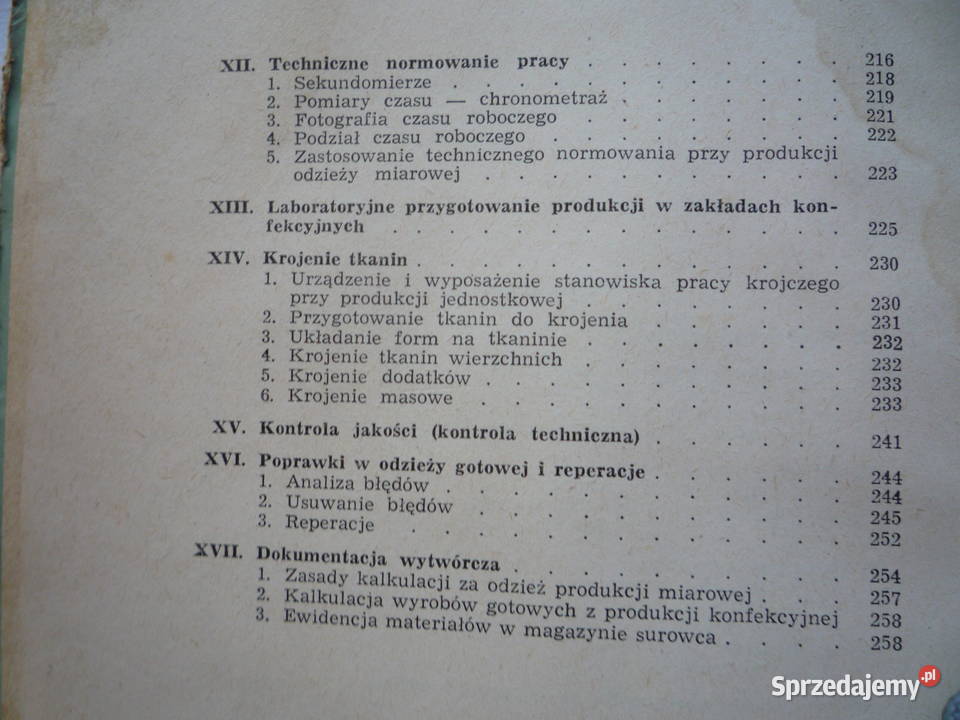 XII. Techniczne normowanie pracy . . . . . . . 216
1. Sekundomierze . . . . . . . . . . . 218
2. Pomiary czasu — chronometraż . . . . . . 219
3. Fotografia czasu roboczego . . . . . . . 221
4. Podział czasu roboczego . . . . . . . . 222
5. Zastosowanie technicznego normowania przy produkcji
odzieży miarowej . . . . . . . . . . 223
XIII. Laboratoryjne przygotowanie produkcji w zakładach kon-
fekcyjnych . . . . . . . . . . . . 225
XIV. Krojenie tkanin . . . . . . . . . . . 230
1. Urządzenie i wyposażenie stanowiska pracy krojczego
przy produkcji jednostkowej . . . . . . . 230
2. Przygotowanie tkanin do krojenia . . . . . 231
3. Układanie form na tkaninie . . . . . . . 232
4. Krojenie tkanin wierzchnich . . . . . . . 232
5. Krojenie dodatków . . . . . . . . . . 233
6. Krojenie masowe . . . . . . . . . . 233
XV. Kontrola jakości (kontrola techniczna) . . . . . 241
XVI. Poprawki w odzieży gotowej i reperacje . . . . . 244
1. Analiza błędów . . . . . . . . . . . 244
2. Usuwanie błędów . . . . . . . . . . 245
3. Reperacje . . . . . . . . . . . . 252
XVII. Dokumentacja wytwórcza . . . . . . . . 254
1. Zasady kalkulacji za odzież produkcji miarowej . . . 257
2. Kalkulacja wyrobów gotowych z produkcji konfekcyjnej 258
3. Ewidencja materiałów w magazynie surowca . . . . 258
Sprzedajemy.pl